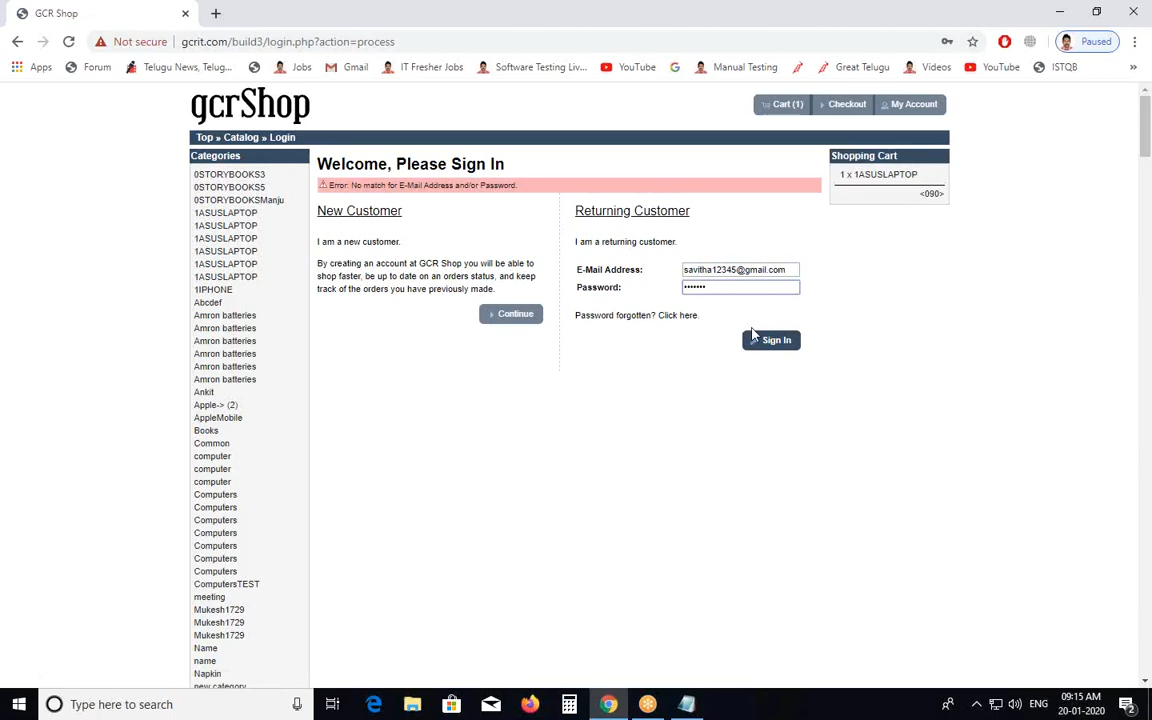 GCR Shop
Not secure | gcrit.com/build3/login.php?action=process
Paused
Apps Forum Telugu News, Telug... Jobs Gmail IT Fresher Jobs Software Testing Liv... YouTube Manual Testing Great Telugu Videos YouTube ISTQB »
gcrShop
Cart (1) Checkout My Account
Top » Catalog » Login
Categories
0STORYBOOKS3
0STORYBOOKS5
0STORYBOOKSManju
1ASUSLAPTOP
1ASUSLAPTOP
1ASUSLAPTOP
1ASUSLAPTOP
1ASUSLAPTOP
1ASUSLAPTOP
1IPHONE
Abcdef
Amron batteries
Amron batteries
Amron batteries
Amron batteries
Amron batteries
Amron batteries
Ankit
Apple-> (2)
AppleMobile
Books
Common
computer
computer
computer
Computers
Computers
Computers
Computers
Computers
Computers
Computers
ComputersTEST
meeting
Mukesh1729
Mukesh1729
Mukesh1729
Name
name
Napkin
new category
Welcome, Please Sign In
Error: No match for E-Mail Address and/or Password.
New Customer
I am a new customer.
By creating an account at GCR Shop you will be able to
shop faster, be up to date on an orders status, and keep
track of the orders you have previously made.
Continue
Returning Customer
I am a returning customer.
E-Mail Address: savitha12345@gmail.com
Password: •••••••
Password forgotten? Click here.
Sign In
Shopping Cart
1 x 1ASUSLAPTOP
<090>
Type here to search
ENG
09:15 AM
20-01-2020
2